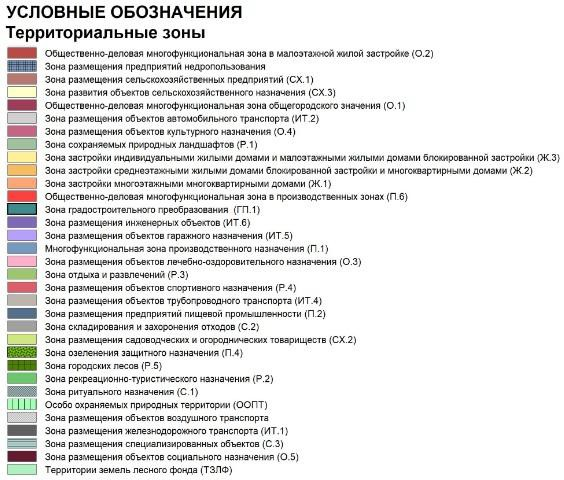 УСЛОВНЫЕ ОБОЗНАЧЕНИЯ
Территориальные зоны
Общественно-деловая многофункциональная зона в малоэтажной жилой застройке (О.2)
Зона размещения предприятий недропользования
Зона размещения сельскохозяйственных предприятий (СХ.1)
Зона развития объектов сельскохозяйственного назначения (СХ.3)
Общественно-деловая многофункциональная зона общегородского значения (О.1)
Зона размещения объектов автомобильного транспорта (ИТ.2)
Зона размещения объектов культурного назначения (О.4)
Зона сохраняемых природных ландшафтов (Р.1)
Зона застройки индивидуальными жилыми домами и малоэтажными жилыми домами блокированной застройки (Ж.3)
Зона застройки среднеэтажными жилыми домами блокированной застройки и многоквартирными домами (Ж.2)
Зона застройки многоэтажными многоквартирными домами (Ж.1)
Общественно-деловая многофункциональная зона в производственных зонах (П.6)
Зона градостроительного преобразования (ГП.1)
Зона размещения инженерных объектов (ИТ.6)
Зона размещения объектов гаражного назначения (ИТ.5)
Многофункциональная зона производственного назначения (П.1)
Зона размещения объектов лечебно-оздоровительного назначения (О.3)
Зона отдыха и развлечений (Р.3)
Зона размещения объектов спортивного назначения (Р.4)
Зона размещения объектов трубопроводного транспорта (ИТ.4)
Зона размещения предприятий пищевой промышленности (П.2)
Зона складирования и захоронения отходов (С.2)
Зона размещения садоводческих и огороднических товариществ (СХ.2)
Зона озеленения защитного назначения (П.4)
Зона городских лесов (Р.5)
Зона рекреационно-туристического назначения (Р.2)
Зона ритуального назначения (С.1)
Особо охраняемых природных территории (ООПТ)
Зона размещения объектов воздушного транспорта
Зона размещения железнодорожного транспорта (ИТ.1)
Зона размещения специализированных объектов (С.3)
Зона размещения объектов социального назначения (О.5)
Территории земель лесного фонда (ТЗЛФ)